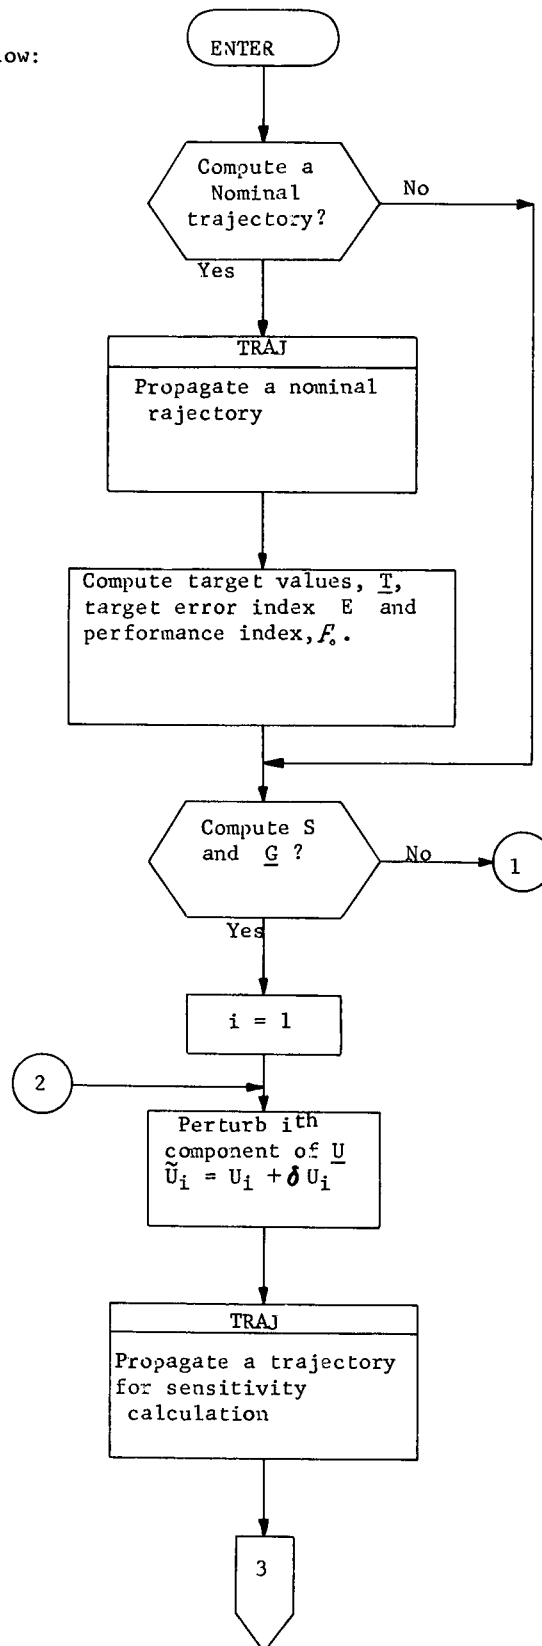 low:
ENTER
Compute a
Nominal
trajectory?
No
Yes
TRAJ
Propagate a nominal
rajectory
Compute target values, T,
target error index E and
performance index, F₀.
Compute S
and G ?
No
1
Yes
i = 1
2
Perturb ith
component of U
Ũi = Ui + δ Ui
TRAJ
Propagate a trajectory
for sensitivity
calculation
3